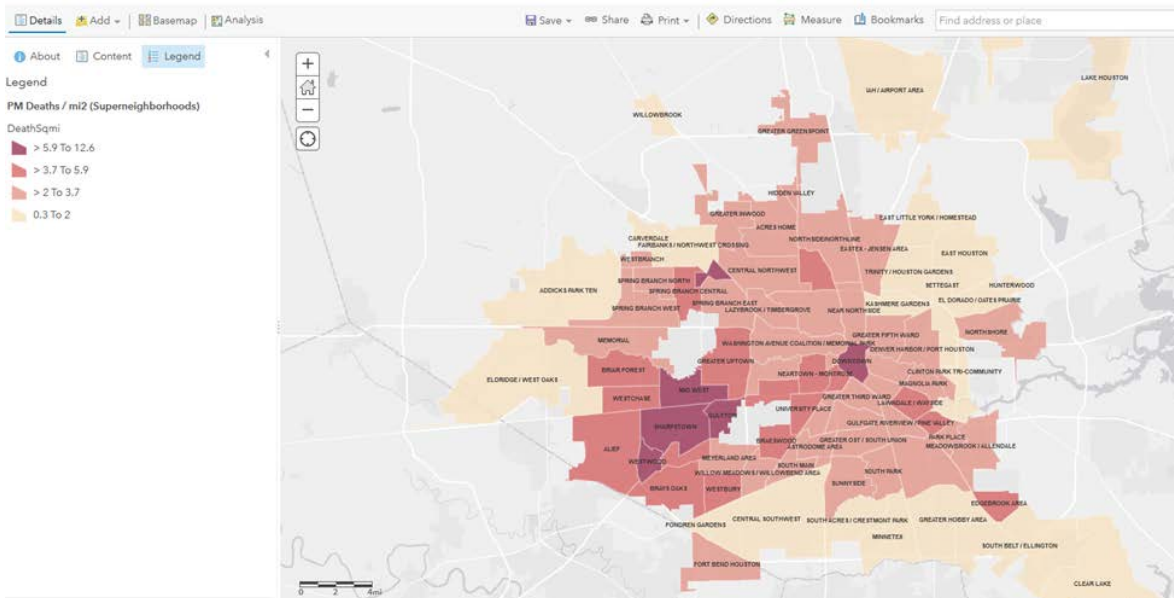 Details Add Basemap Analysis Save Share Print Directions Measure Bookmarks Find address or place
About Content Legend
Legend
PM Deaths / mi2 (Superneighborhoods)
DeathSqmi
> 5.9 To 12.6
> 3.7 To 5.9
> 2 To 3.7
0.3 To 2
LAKE HOUSTON
IAH / AIRPORT AREA
WILLOWBROOK
GREATER GREENSPOINT
HIDDEN VALLEY
GREATER INWOOD
EAST LITTLE YORK / HOMESTEAD
ACRES HOME
CARVERDALE
NORTHSIDE/NORTHLINE
FAIRBANKS / NORTHWEST CROSSING
EASTEX - JENSEN AREA
EAST HOUSTON
WESTBRANCH
CENTRAL NORTHWEST
TRINITY / HOUSTON GARDENS
SPRING BRANCH NORTH
SETTEGAST
HUNTERWOOD
ADDICKS PARK TEN
SPRING BRANCH CENTRAL
EL DORADO / OATES PRAIRIE
SPRING BRANCH EAST
KASHMERE GARDENS
SPRING BRANCH WEST
LAZYBROOK / TIMBERGROVE
NEAR NORTHSIDE
NORTHSHORE
GREATER FIFTH WARD
MEMORIAL
WASHINGTON AVENUE COALITION / MEMORIAL PARK
DENVER HARBOR / PORT HOUSTON
GREATER UPTOWN
DOWNTOWN
BRIAR FOREST
NEARTOWN - MONTROSE
CLINTON PARK TRI-COMMUNITY
ELDRIDGE / WEST OAKS
MAGNOLIA PARK
MID WEST
WESTCHASE
GREATER THIRD WARD
LAWNDALE / WAYSIDE
UNIVERSITY PLACE
GULFTON
GULFGATE RIVERVIEW / PINE VALLEY
SHARPSTOWN
PARK PLACE
BRAESWOOD
GREATER OST / SOUTH UNION
ASTRODOME AREA
MEADOWBROOK / ALLENDALE
ALIEF
MEYERLAND AREA
WESTWOOD
SOUTH MAIN
WILLOW MEADOWS / WILLOWBEND AREA
SOUTH PARK
SUNNYSIDE
BRAYS OAKS
WESTBURY
EDGEBROOK AREA
CENTRAL SOUTHWEST
SOUTH ACRES / CRESTMONT PARK
GREATER HOBBY AREA
FONDREN GARDENS
MINNETEX
SOUTH BELT / ELLINGTON
FORT BEND HOUSTON
CLEAR LAKE
0 2 4mi